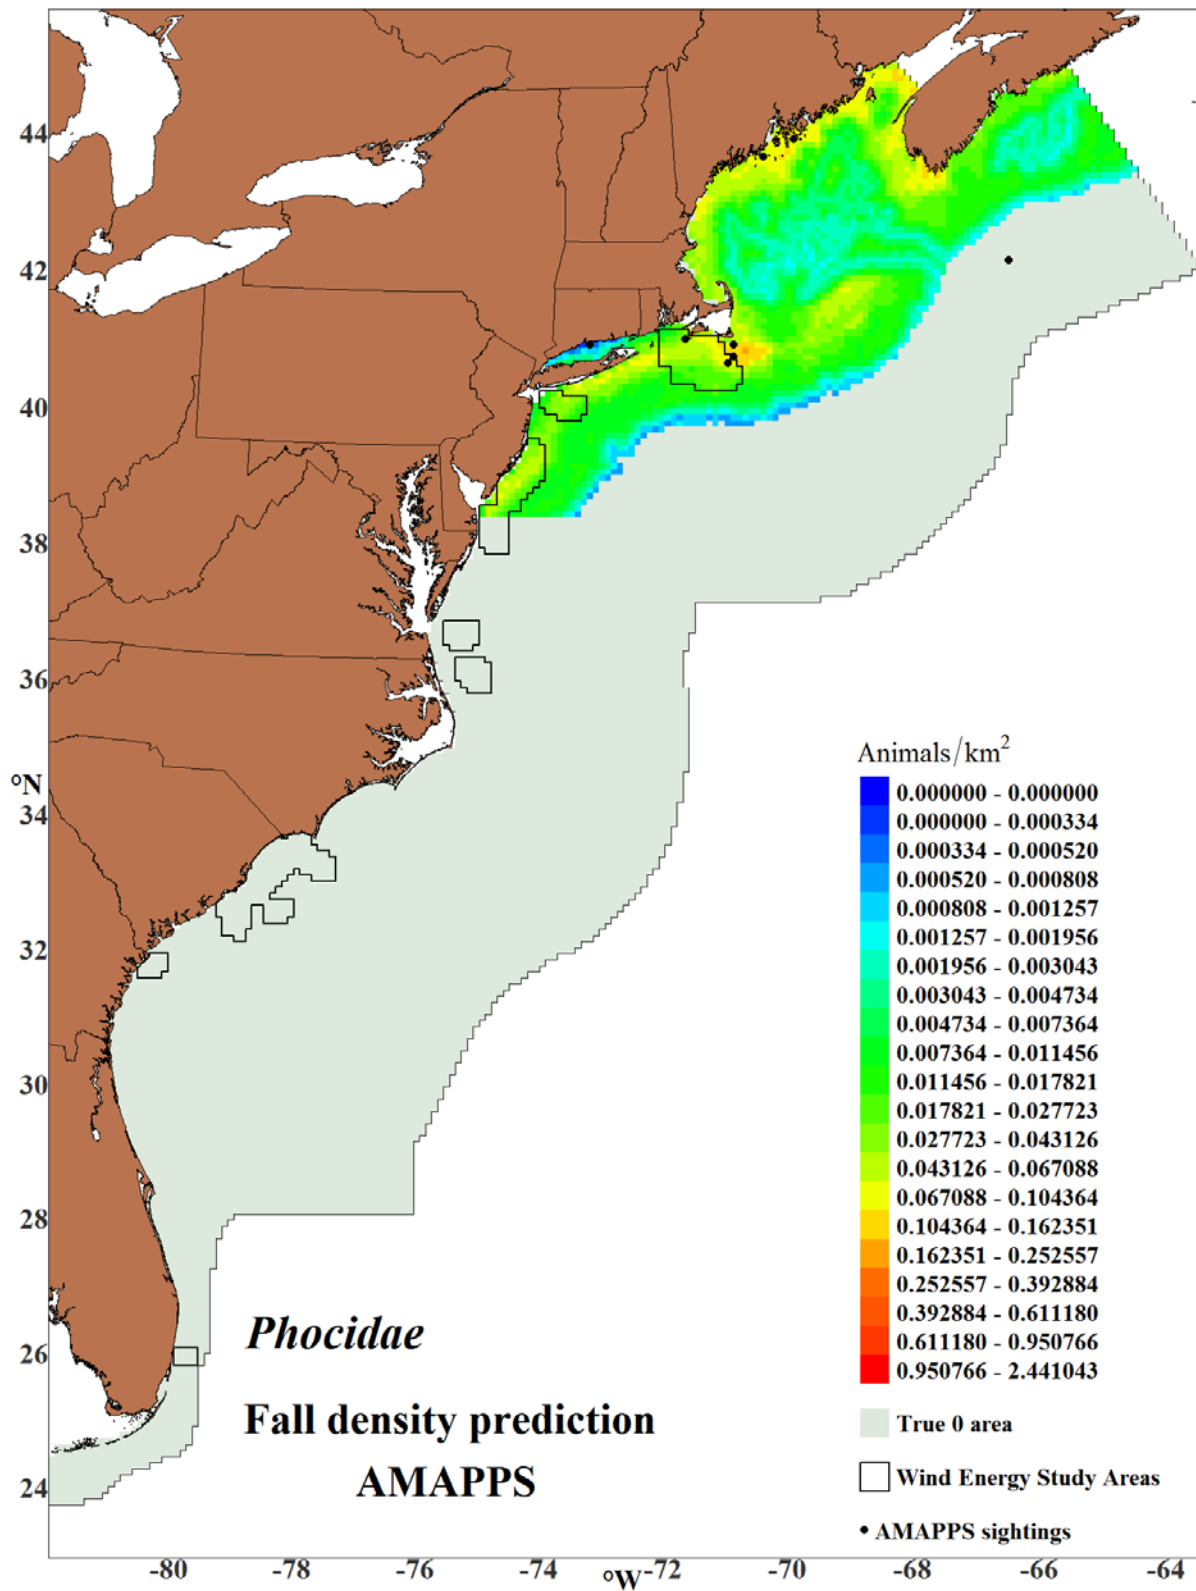 44
42
40
38
36
°N
34
32
30
28
26
24
Animals/km²
0.000000 - 0.000000
0.000000 - 0.000334
0.000334 - 0.000520
0.000520 - 0.000808
0.000808 - 0.001257
0.001257 - 0.001956
0.001956 - 0.003043
0.003043 - 0.004734
0.004734 - 0.007364
0.007364 - 0.011456
0.011456 - 0.017821
0.017821 - 0.027723
0.027723 - 0.043126
0.043126 - 0.067088
0.067088 - 0.104364
0.104364 - 0.162351
0.162351 - 0.252557
0.252557 - 0.392884
0.392884 - 0.611180
0.611180 - 0.950766
0.950766 - 2.441043
True 0 area
Wind Energy Study Areas
AMAPPS sightings
Phocidae
Fall density prediction
AMAPPS
-80 -78 -76 -74 -72 -70 -68 -66 -64
°W